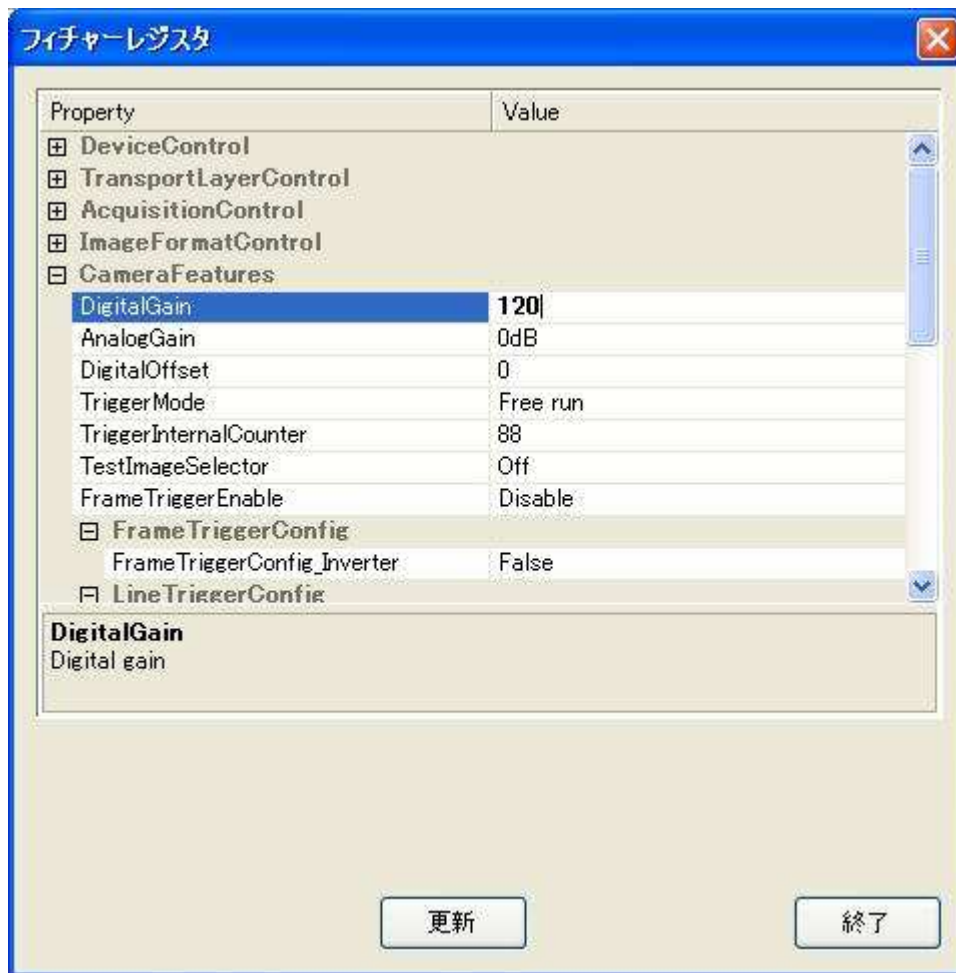 フィチャーレジスタ
Property Value
DeviceControl
TransportLayerControl
AcquisitionControl
ImageFormatControl
CameraFeatures
DigitalGain 120
AnalogGain 0dB
DigitalOffset 0
TriggerMode Free run
TriggerInternalCounter 88
TestImageSelector Off
FrameTriggerEnable Disable
FrameTriggerConfig
FrameTriggerConfig_Inverter False
LineTriggerConfig
DigitalGain
Digital gain
更新 終了